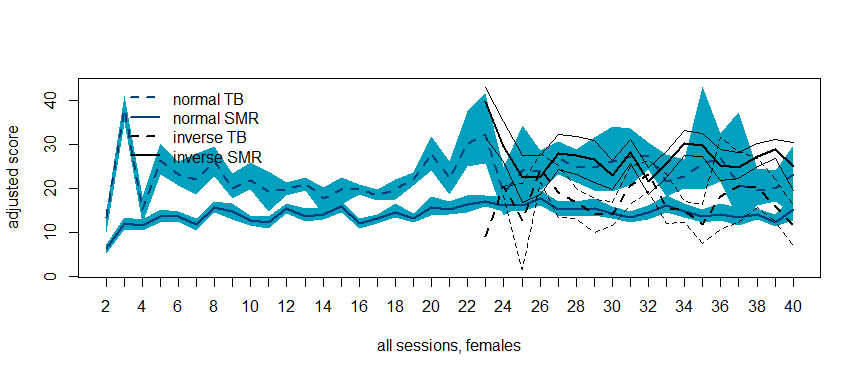 normal TB
normal SMR
inverse TB
inverse SMR
adjusted score
0 10 20 30 40
2 4 6 8 10 12 14 16 18 20 22 24 26 28 30 32 34 36 38 40
all sessions, females